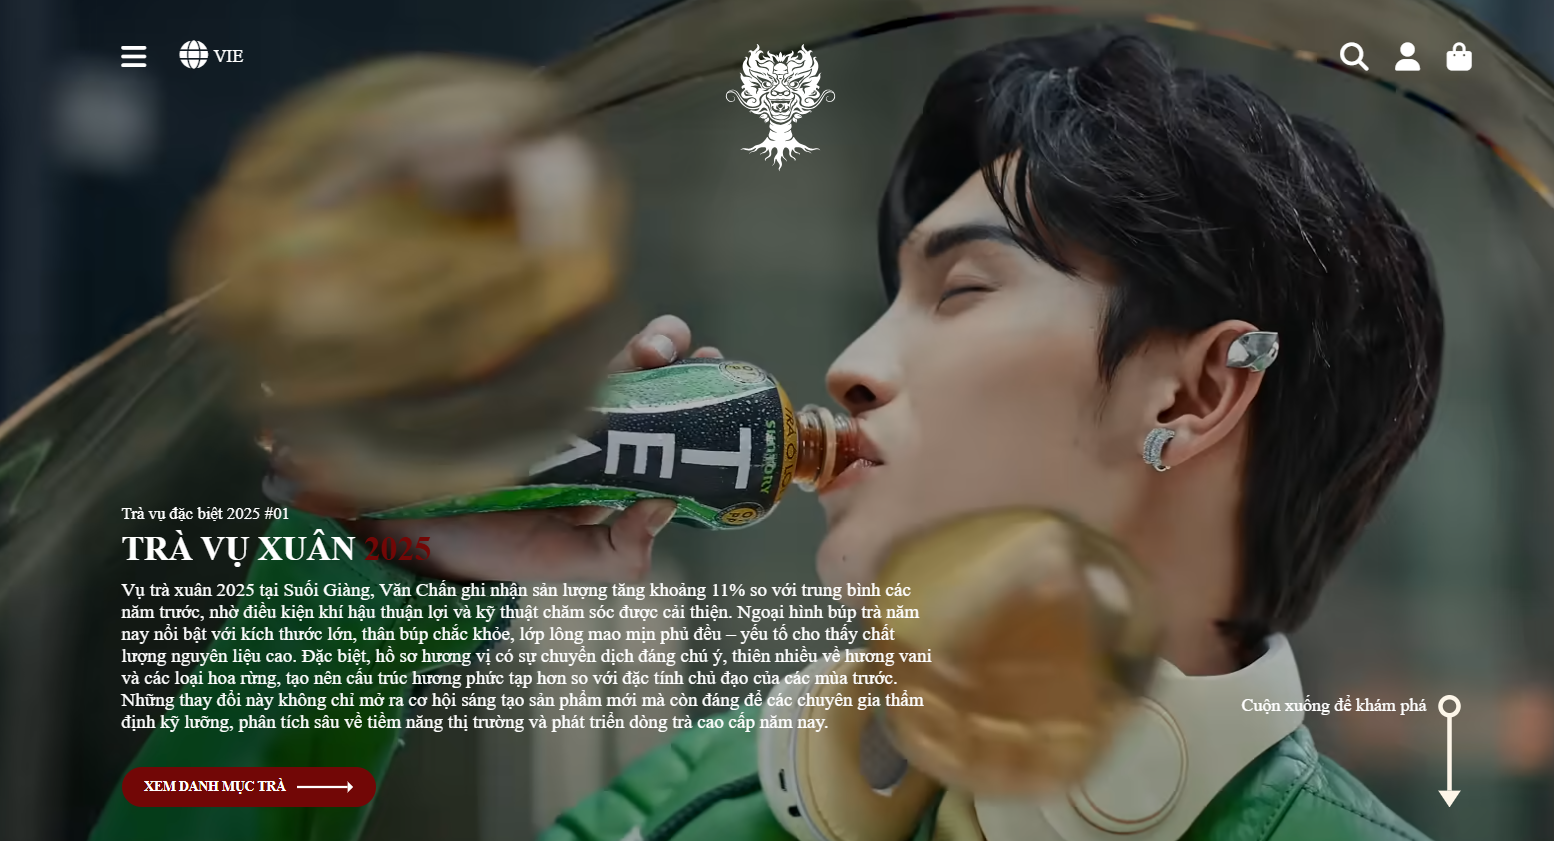 VIE
TEA
SUNTORY
Trà vụ đặc biệt 2025 #01
TRÀ VỤ XUÂN 2025
Vụ trà xuân 2025 tại Suối Giàng, Văn Chấn ghi nhận sản lượng tăng khoảng 11% so với trung bình các
năm trước, nhờ điều kiện khí hậu thuận lợi và kỹ thuật chăm sóc được cải thiện. Ngoại hình búp trà năm
nay nổi bật với kích thước lớn, thân búp chắc khỏe, lớp lông mao mịn phủ đều – yếu tố cho thấy chất
lượng nguyên liệu cao. Đặc biệt, hồ sơ hương vị có sự chuyển dịch đáng chú ý, thiên nhiều về hương vani
và các loại hoa rừng, tạo nên cấu trúc hương phức tạp hơn so với đặc tính chủ đạo của các mùa trước.
Những thay đổi này không chỉ mở ra cơ hội sáng tạo sản phẩm mới mà còn đáng để các chuyên gia thẩm
định kỹ lưỡng, phân tích sâu về tiềm năng thị trường và phát triển dòng trà cao cấp năm nay.
Cuộn xuống để khám phá
XEM DANH MỤC TRÀ